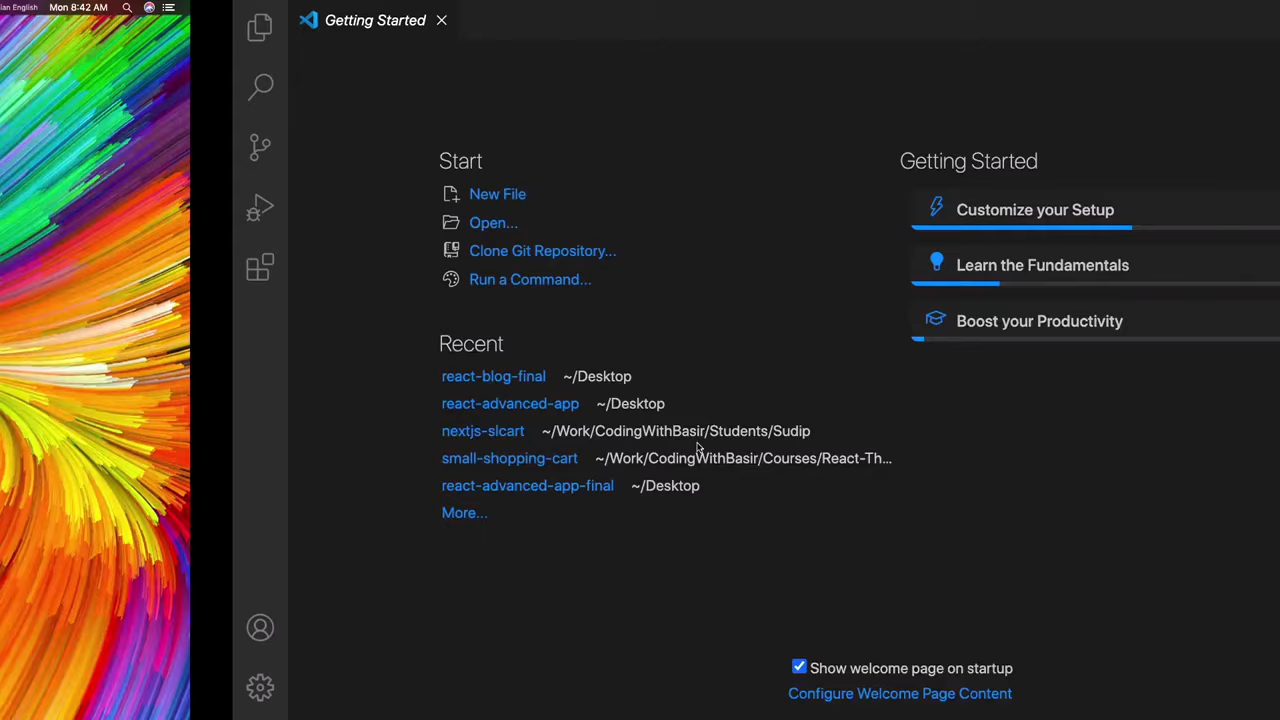 ian English Mon 8:42 AM
Getting Started
Start
New File
Open...
Clone Git Repository...
Run a Command...
Recent
react-blog-final ~/Desktop
react-advanced-app ~/Desktop
nextjs-slcart ~/Work/CodingWithBasir/Students/Sudip
small-shopping-cart ~/Work/CodingWithBasir/Courses/React-Th...
react-advanced-app-final ~/Desktop
More...
Getting Started
Customize your Setup
Learn the Fundamentals
Boost your Productivity
Show welcome page on startup
Configure Welcome Page Content